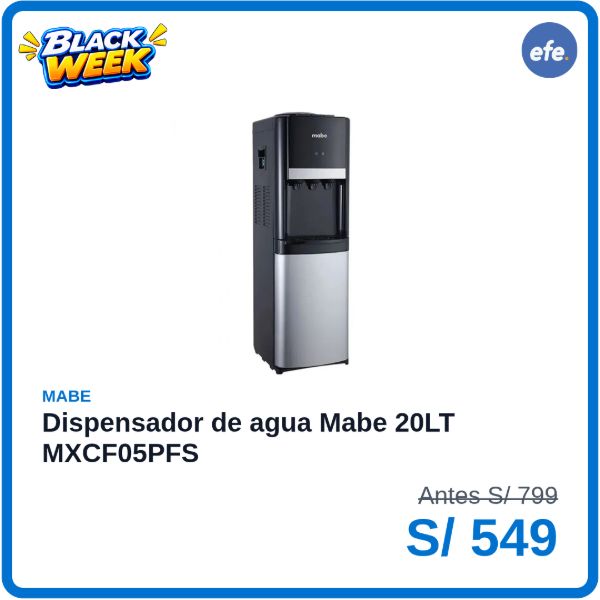 BLACK
WEEK
efe.
mabe
MABE
Dispensador de agua Mabe 20LT
MXCF05PFS
Antes S/ 799
S/ 549